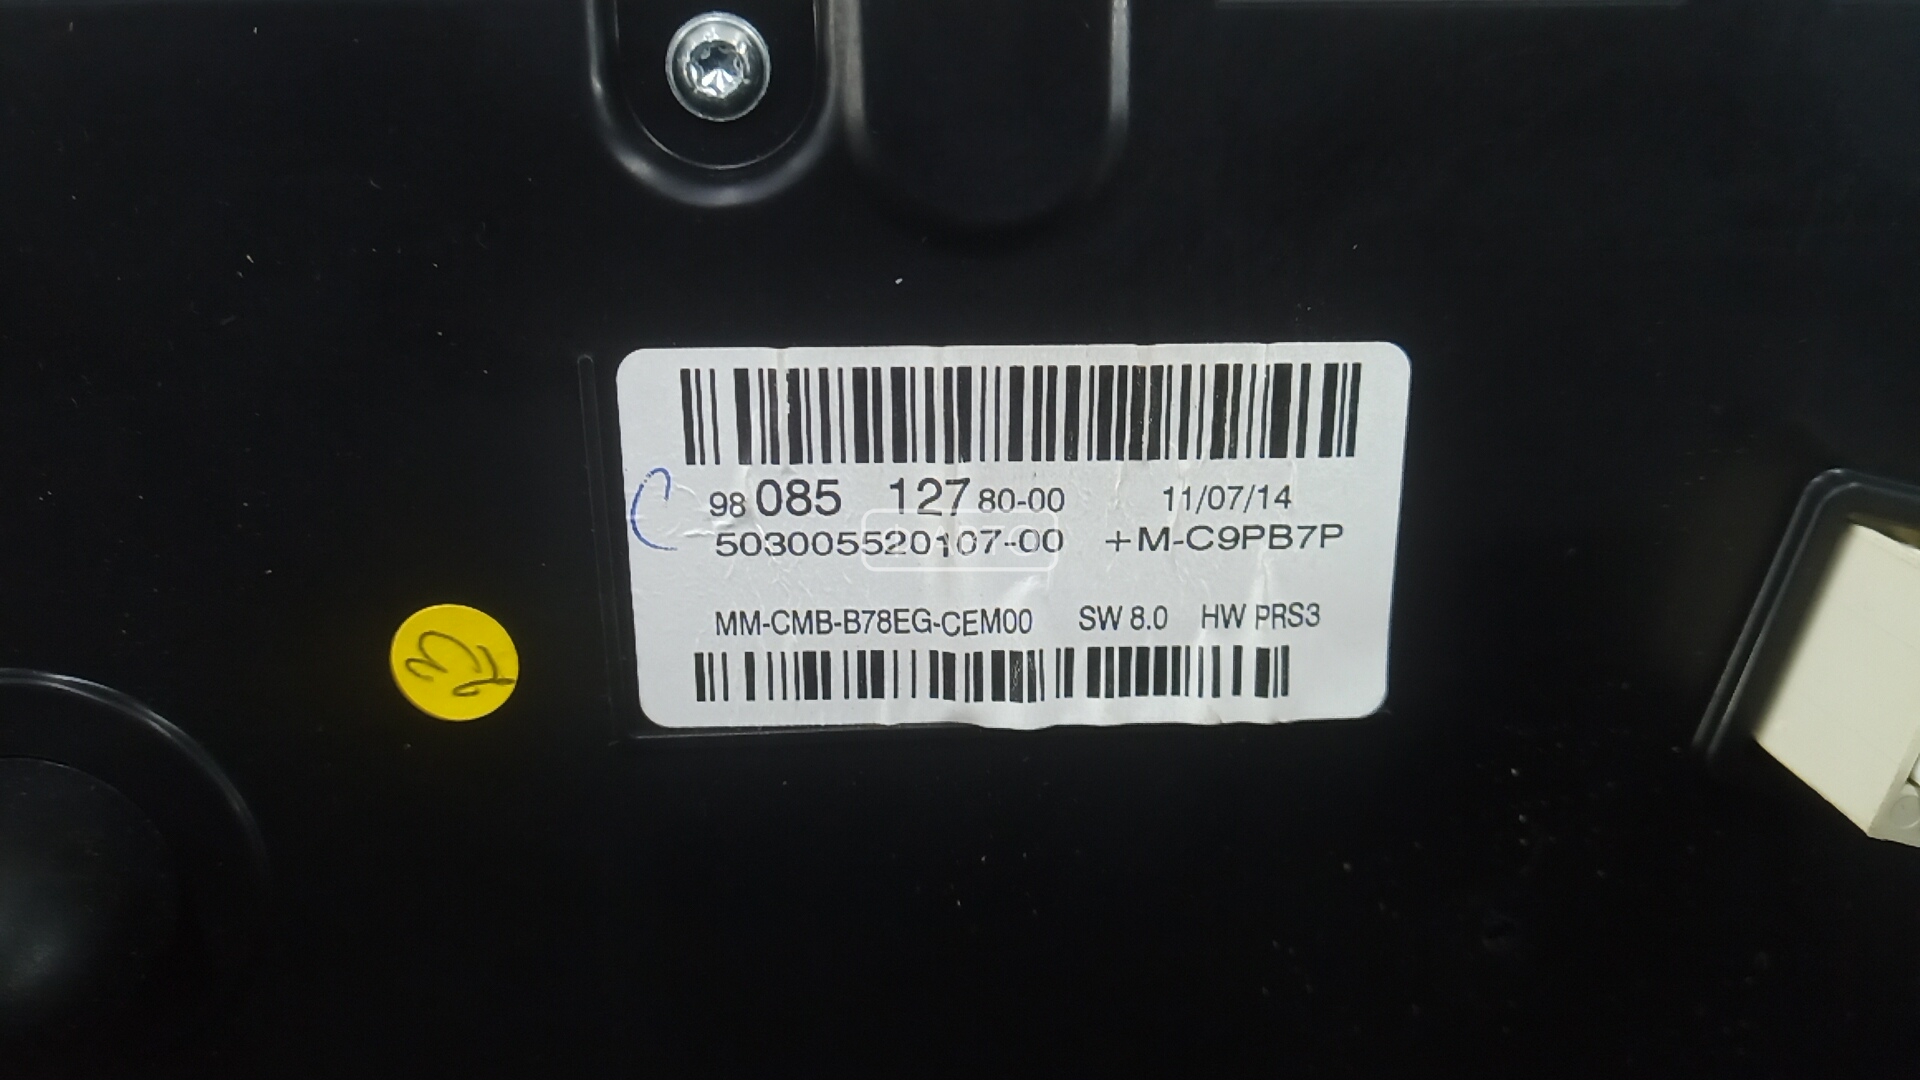 98 085 127 80-00 11/07/14
503005520107-00 +M-C9PB7P
MM-CMB-B78EG-CEM00 SW 8.0 HW PRS3